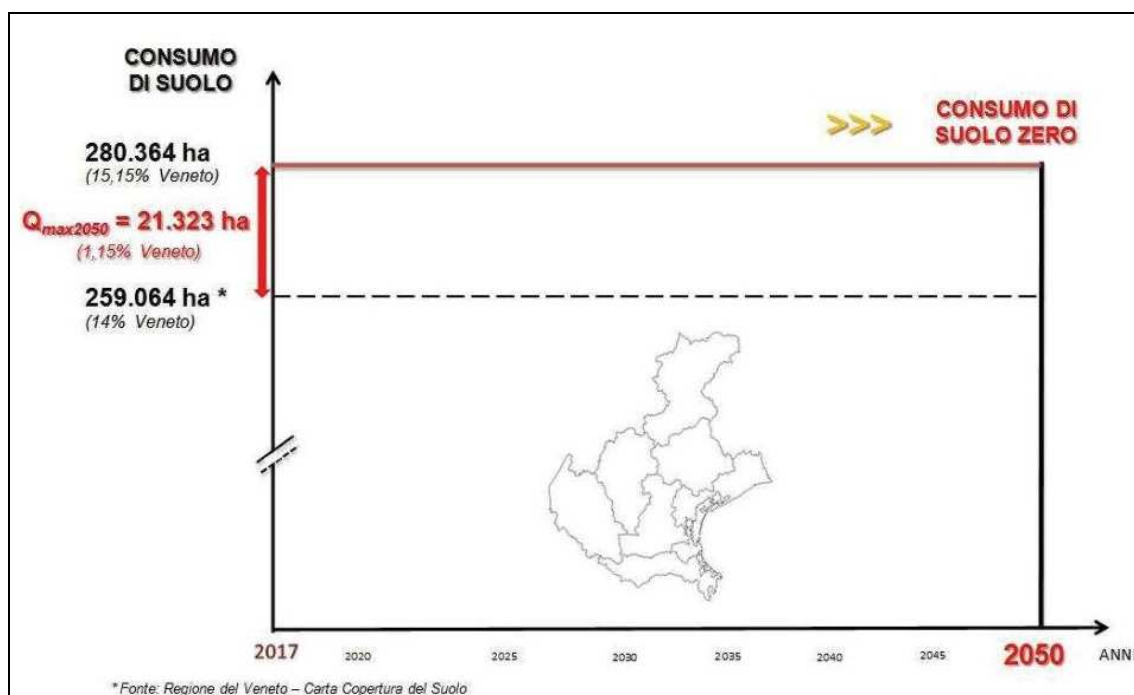 CONSUMO
DI SUOLO
>>>
CONSUMO DI
SUOLO ZERO
280.364 ha
(15,15% Veneto)
Qmax2050 = 21.323 ha
(1,15% Veneto)
259.064 ha *
(14% Veneto)
2017 2020 2025 2030 2035 2040 2045 2050 ANNI
* Fonte: Regione del Veneto – Carta Copertura del Suolo